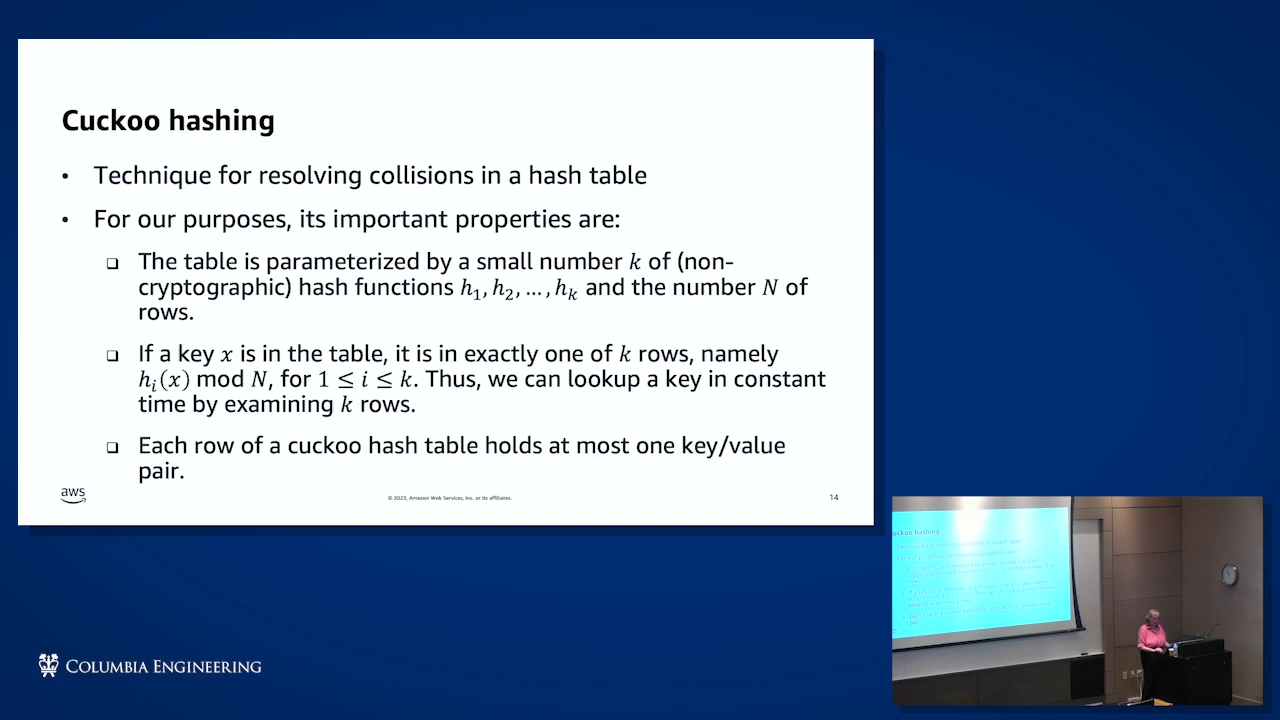 Cuckoo hashing
• Technique for resolving collisions in a hash table
• For our purposes, its important properties are:
❑ The table is parameterized by a small number k of (non-
cryptographic) hash functions h₁, h₂, … , hₖ and the number N of
rows.
❑ If a key x is in the table, it is in exactly one of k rows, namely
hᵢ(x) mod N, for 1 ≤ i ≤ k. Thus, we can lookup a key in constant
time by examining k rows.
❑ Each row of a cuckoo hash table holds at most one key/value
pair.
aws
© 2023, Amazon Web Services, Inc. or its affiliates.
14
COLUMBIA ENGINEERING